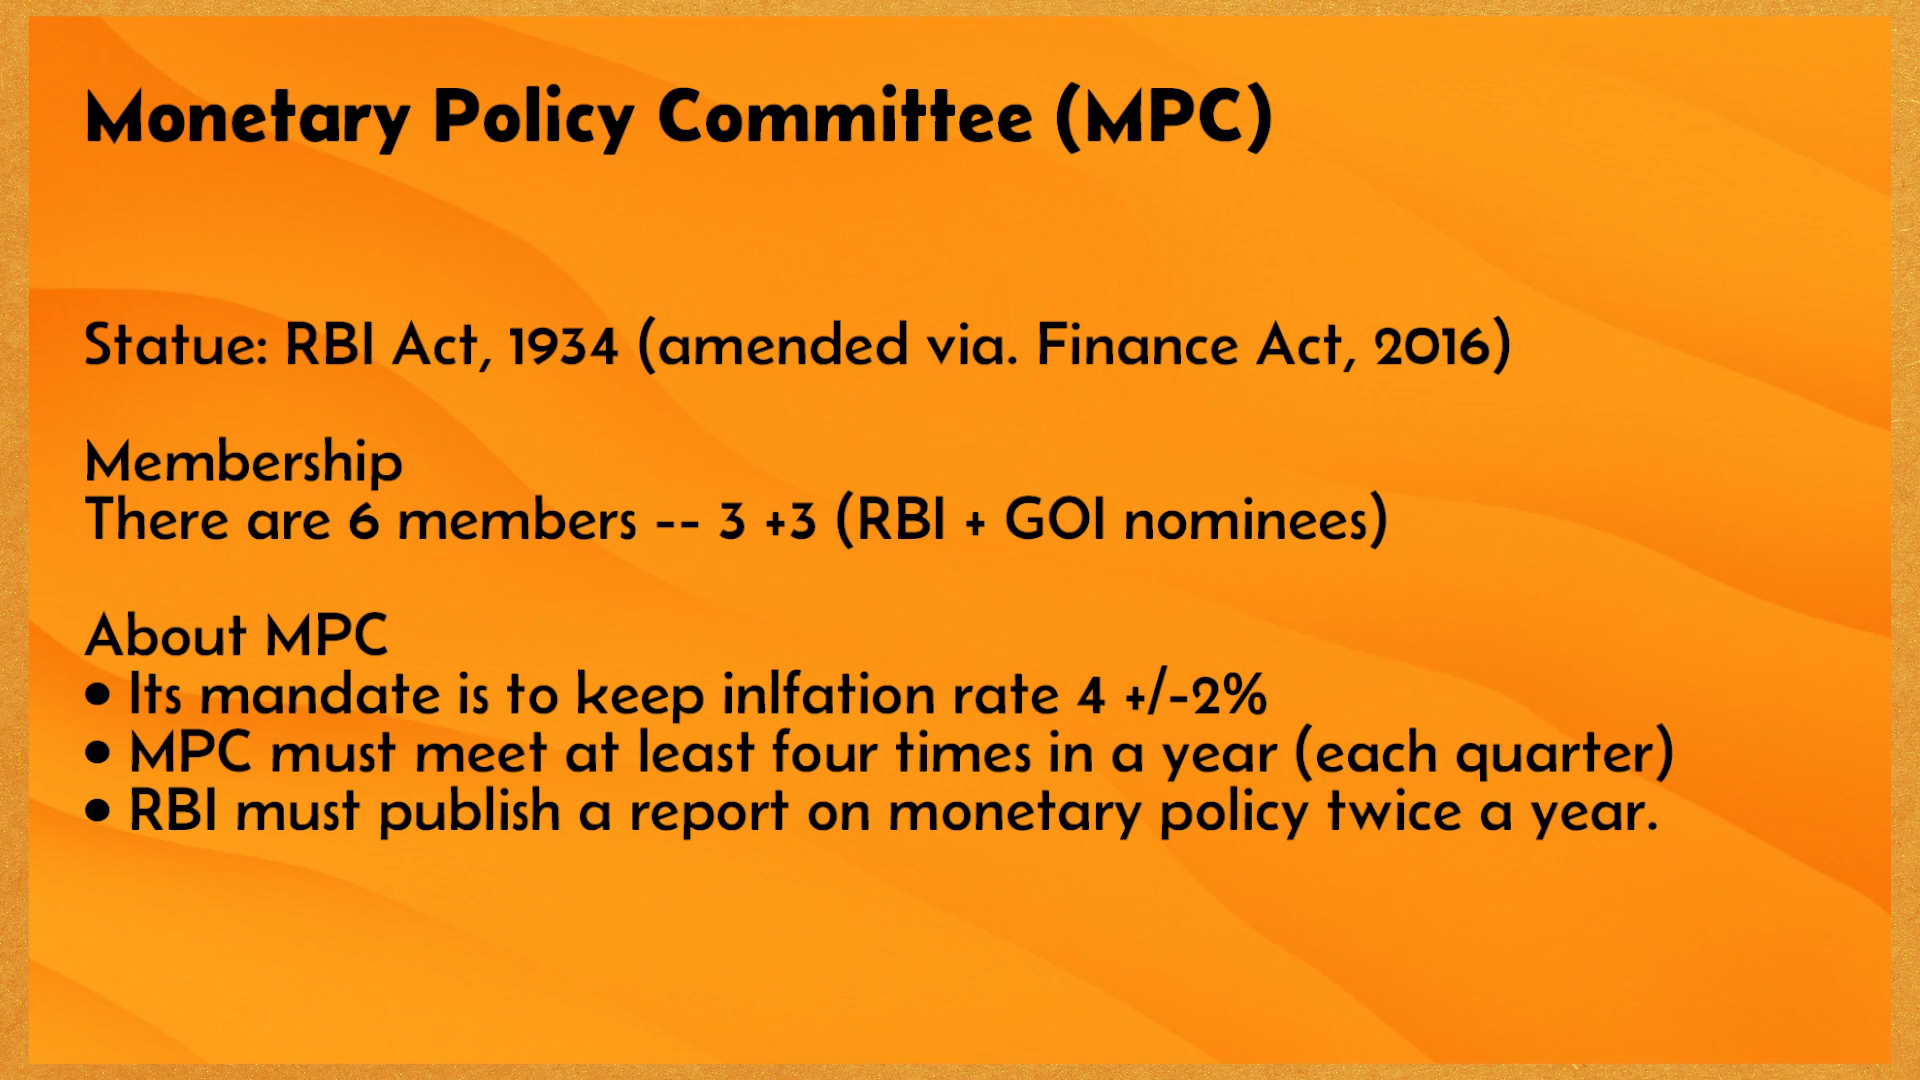 Monetary Policy Committee (MPC)
Statue: RBI Act, 1934 (amended via. Finance Act, 2016)
Membership
There are 6 members -- 3 +3 (RBI + GOI nominees)
About MPC
• Its mandate is to keep inlfation rate 4 +/-2%
• MPC must meet at least four times in a year (each quarter)
• RBI must publish a report on monetary policy twice a year.